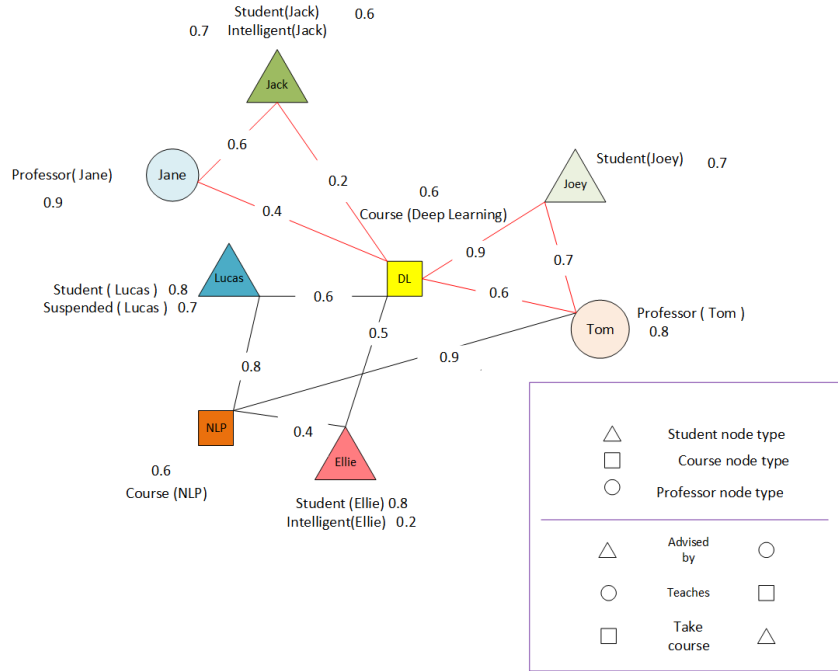 Student(Jack) 0.6
0.7 Intelligent(Jack)
Jack
0.6
Professor( Jane)
Jane
0.9
0.2
0.6
0.4
Course (Deep Learning)
Student(Joey) 0.7
Joey
0.9
0.7
Lucas
DL
Student ( Lucas ) 0.8
Suspended ( Lucas ) 0.7
0.6
0.6
Professor ( Tom )
Tom
0.8
0.5
0.8
0.9
NLP
0.4
Ellie
0.6
Course (NLP)
Student (Ellie) 0.8
Intelligent(Ellie) 0.2
Student node type
Course node type
Professor node type
Advised
by
Teaches
Take
course